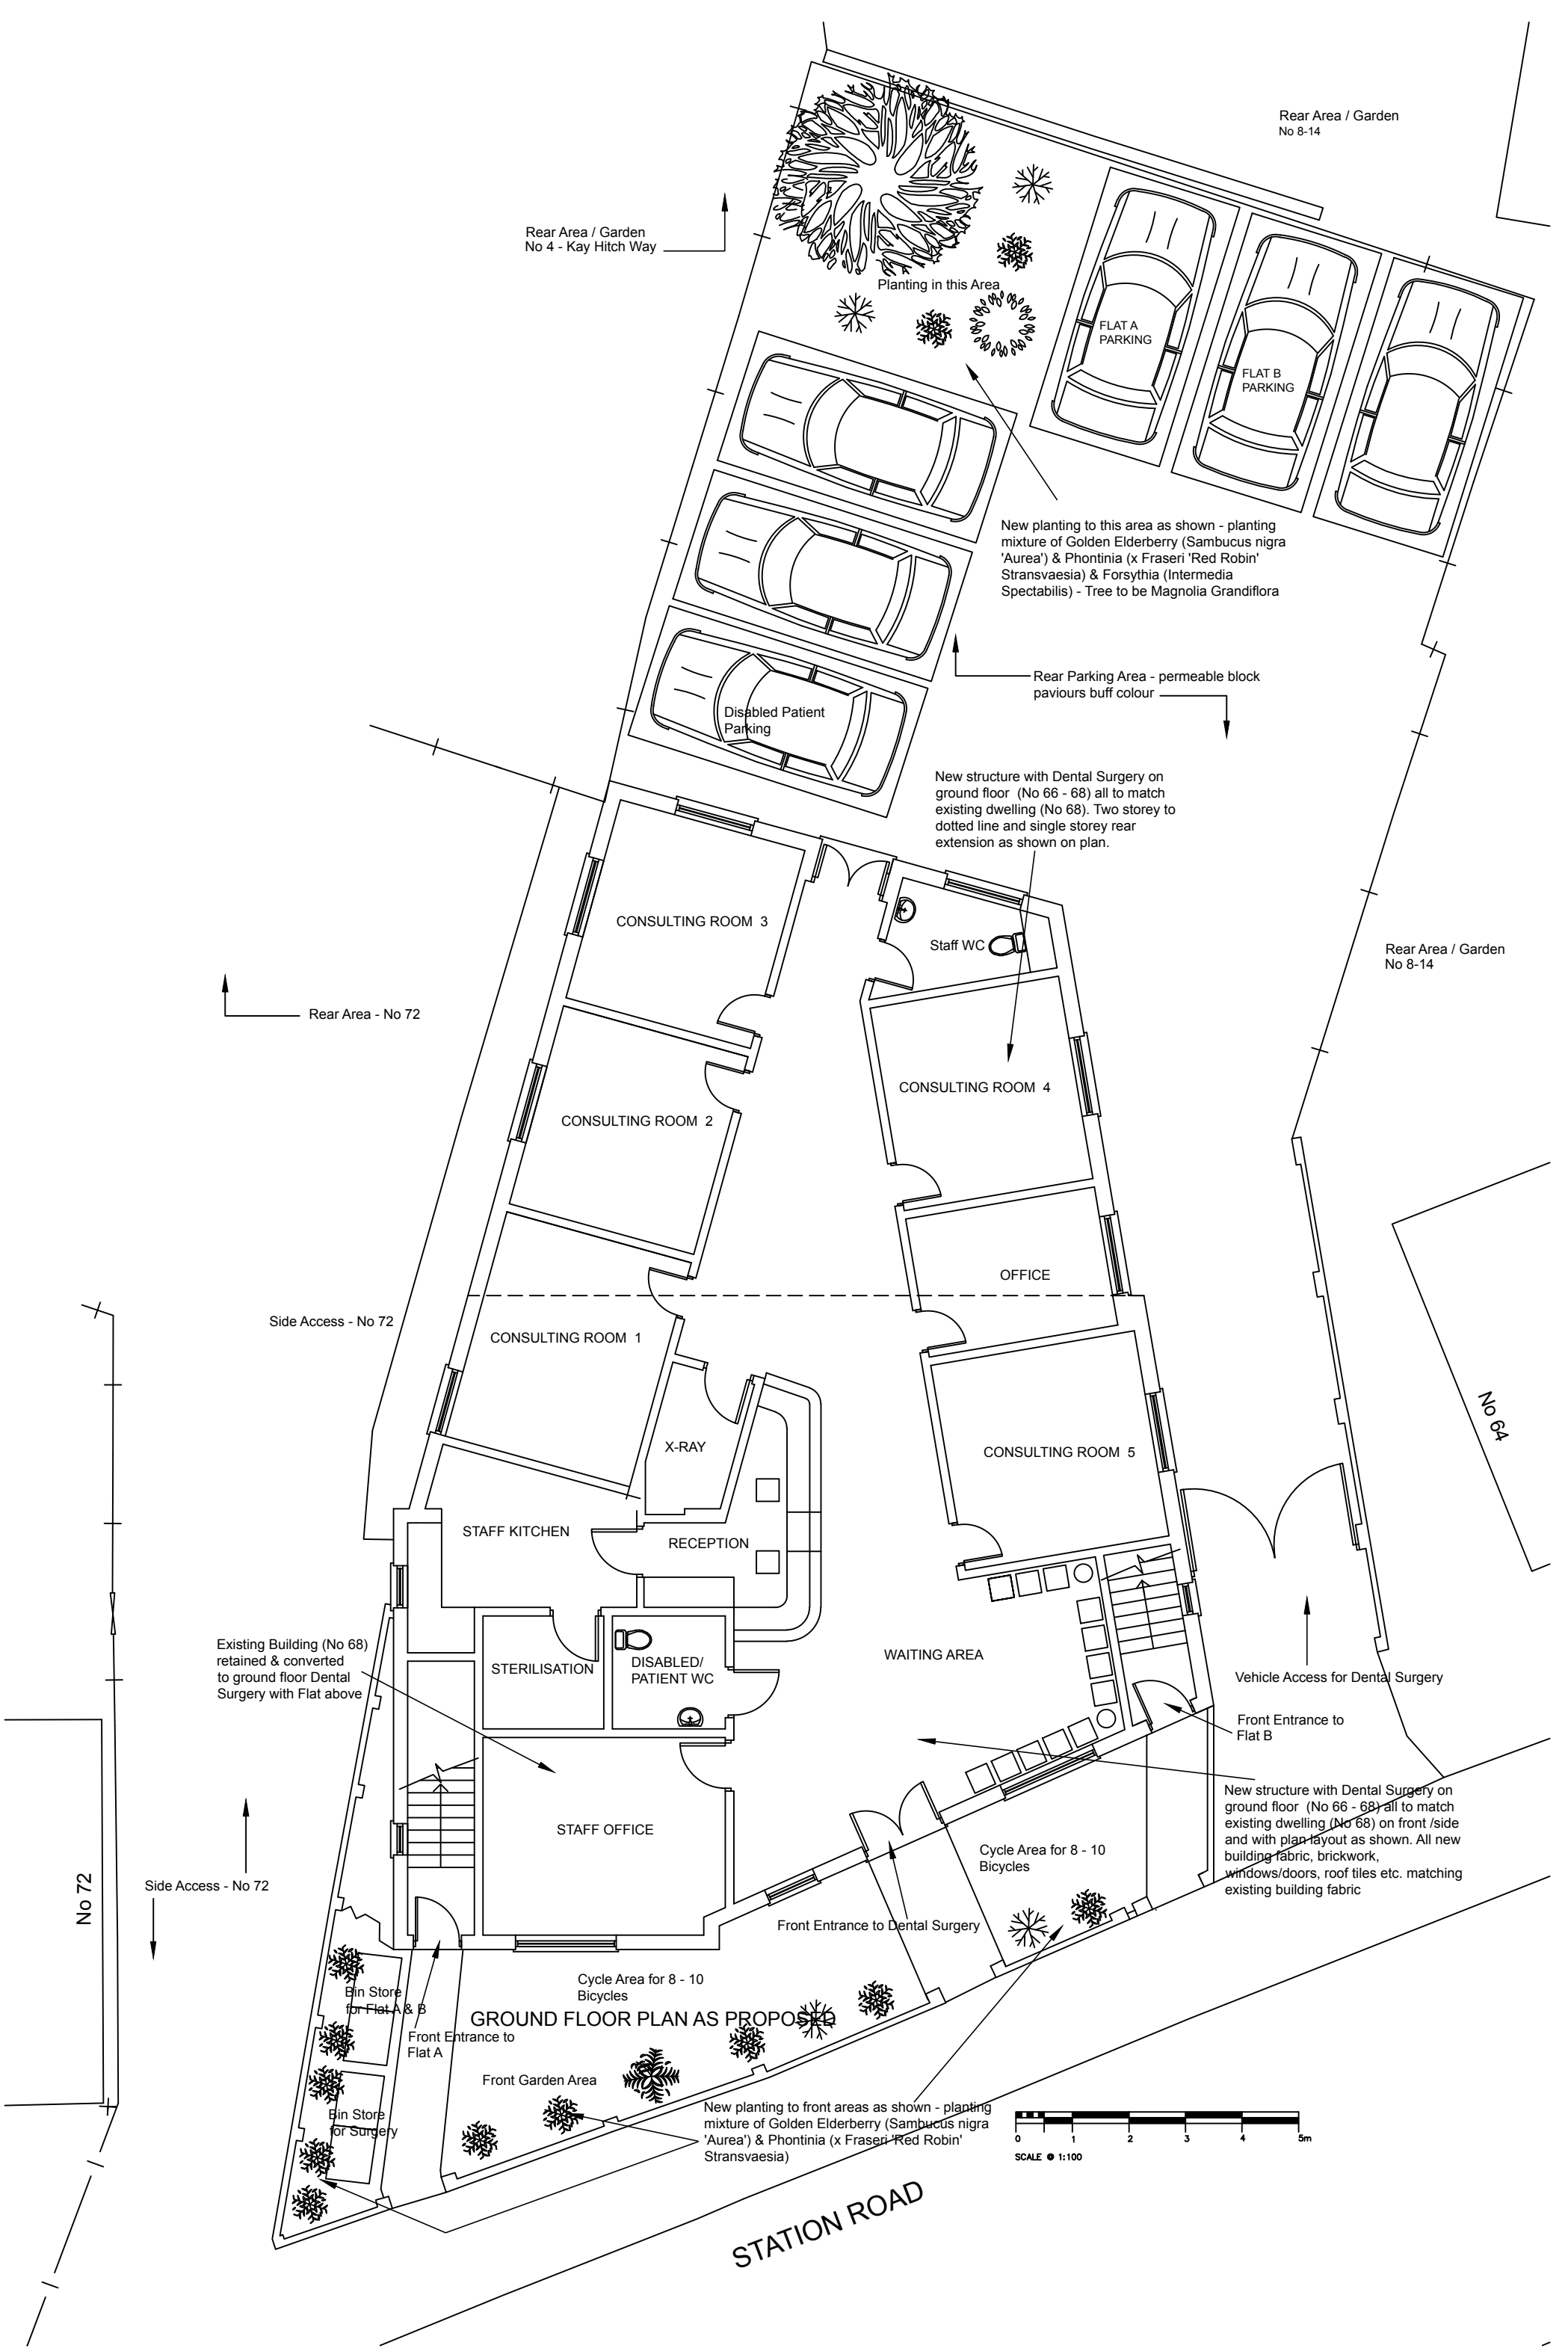 Rear Area / Garden
No 8-14
Rear Area / Garden
No 4 - Kay Hitch Way
Planting in this Area
FLAT A
PARKING
FLAT B
PARKING
New planting to this area as shown - planting
mixture of Golden Elderberry (Sambucus nigra
'Aurea') & Phontinia (x Fraseri 'Red Robin'
Stransvaesia) & Forsythia (Intermedia
Spectabilis) - Tree to be Magnolia Grandiflora
Rear Parking Area - permeable block
paviours buff colour
Disabled Patient
Parking
New structure with Dental Surgery on
ground floor (No 66 - 68) all to match
existing dwelling (No 68). Two storey to
dotted line and single storey rear
extension as shown on plan.
CONSULTING ROOM 3
Staff WC
Rear Area / Garden
No 8-14
Rear Area - No 72
CONSULTING ROOM 4
CONSULTING ROOM 2
OFFICE
Side Access - No 72
CONSULTING ROOM 1
No 64
X-RAY
CONSULTING ROOM 5
STAFF KITCHEN
RECEPTION
Existing Building (No 68)
retained & converted
to ground floor Dental
Surgery with Flat above
STERILISATION
DISABLED/
PATIENT WC
WAITING AREA
Vehicle Access for Dental Surgery
Front Entrance to
Flat B
New structure with Dental Surgery on
ground floor (No 66 - 68) all to match
existing dwelling (No 68) on front /side
and with plan layout as shown. All new
building fabric, brickwork,
windows/doors, roof tiles etc. matching
existing building fabric
STAFF OFFICE
Cycle Area for 8 - 10
Bicycles
Side Access - No 72
No 72
Front Entrance to Dental Surgery
Cycle Area for 8 - 10
Bicycles
Bin Store
for Flat A & B
GROUND FLOOR PLAN AS PROPOSED
Front Entrance to
Flat A
Front Garden Area
Bin Store
for Surgery
New planting to front areas as shown - planting
mixture of Golden Elderberry (Sambucus nigra
'Aurea') & Phontinia (x Fraseri 'Red Robin'
Stransvaesia)
0 1 2 3 4 5m
SCALE @ 1:100
STATION ROAD